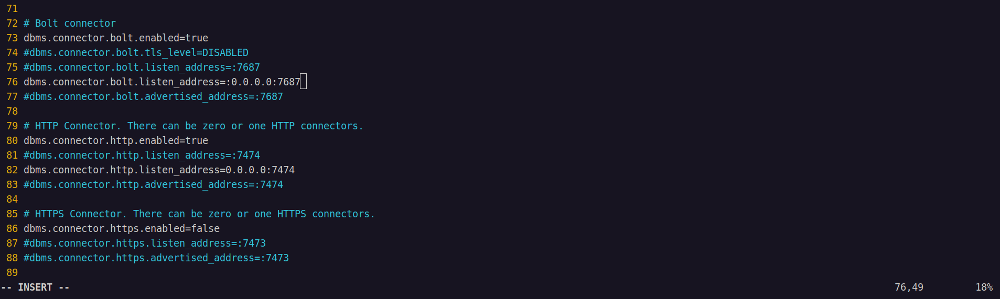 71
72 # Bolt connector
73 dbms.connector.bolt.enabled=true
74 #dbms.connector.bolt.tls_level=DISABLED
75 #dbms.connector.bolt.listen_address=:7687
76 dbms.connector.bolt.listen_address=:0.0.0.0:7687
77 #dbms.connector.bolt.advertised_address=:7687
78
79 # HTTP Connector. There can be zero or one HTTP connectors.
80 dbms.connector.http.enabled=true
81 #dbms.connector.http.listen_address=:7474
82 dbms.connector.http.listen_address=0.0.0.0:7474
83 #dbms.connector.http.advertised_address=:7474
84
85 # HTTPS Connector. There can be zero or one HTTPS connectors.
86 dbms.connector.https.enabled=false
87 #dbms.connector.https.listen_address=:7473
88 #dbms.connector.https.advertised_address=:7473
89
-- INSERT -- 76,49 18%